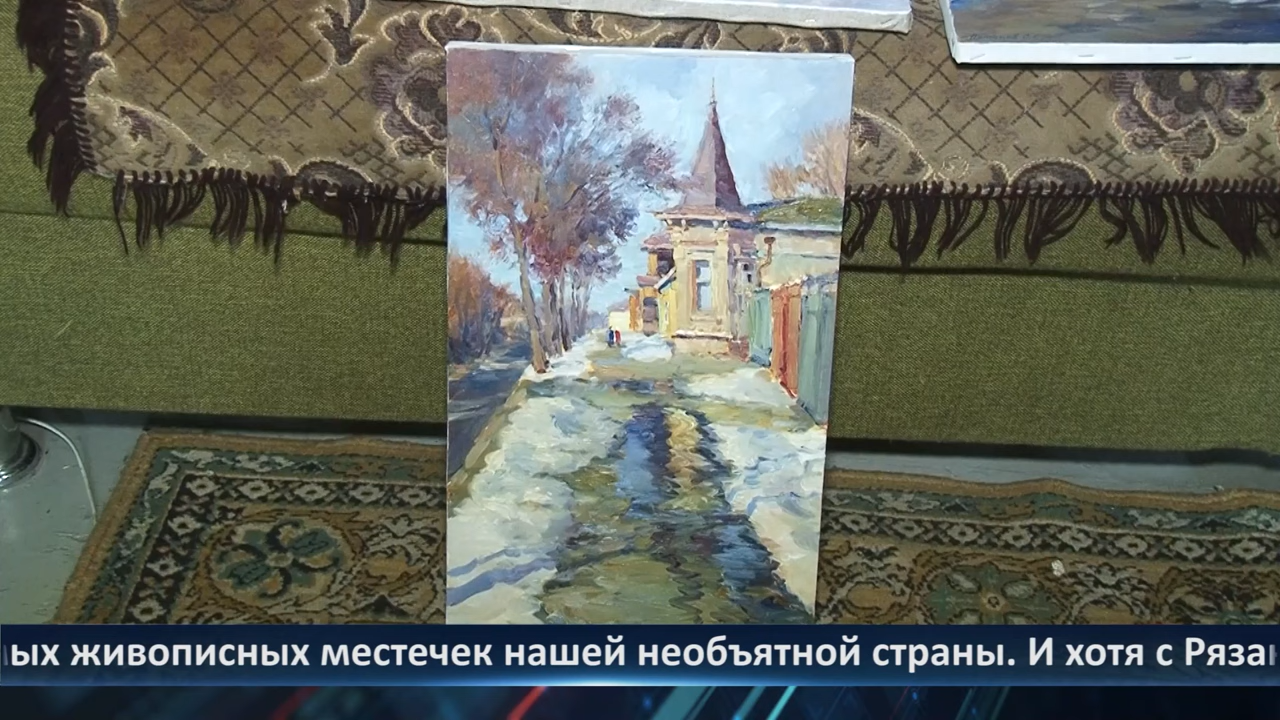 ых живописных местечек нашей необъятной страны. И хотя с Ряза